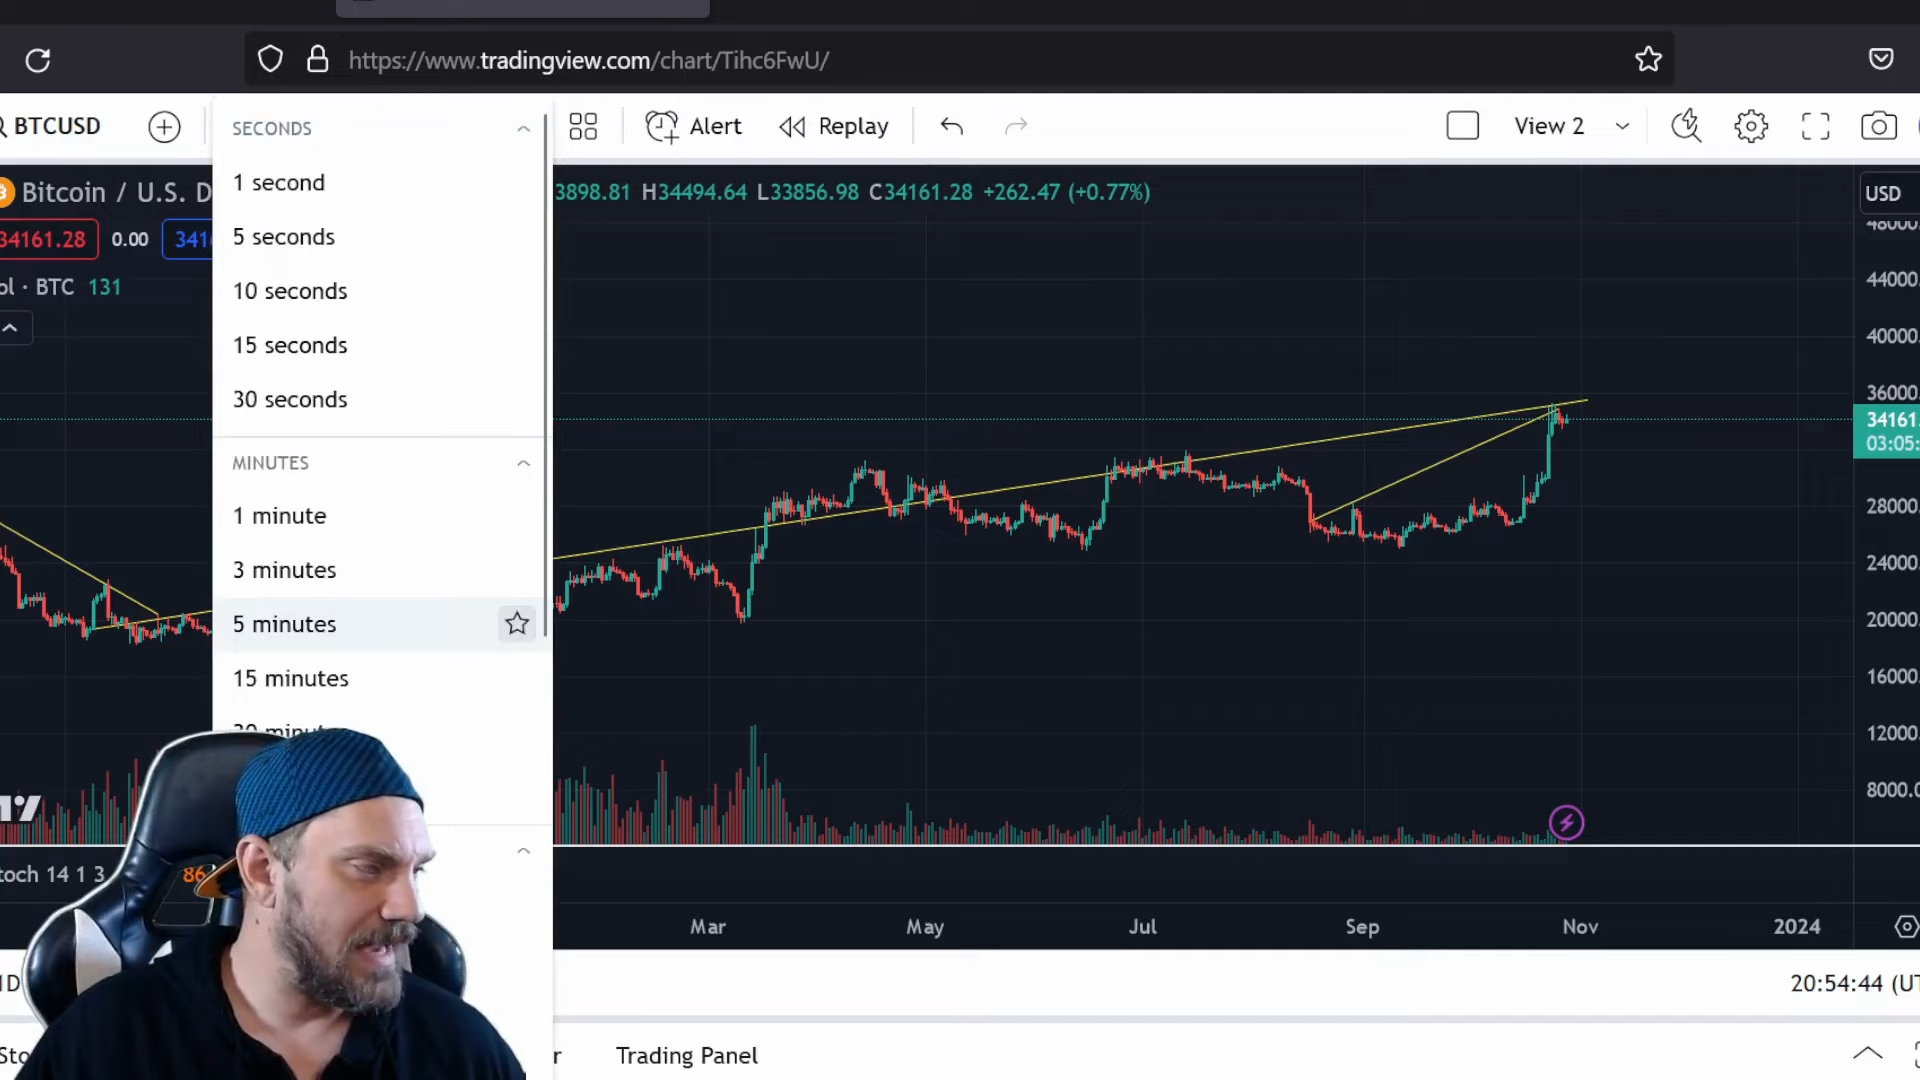 https://www.tradingview.com/chart/Tihc6FwU/
BTCUSD
Alert
Replay
View 2
SECONDS
1 second
5 seconds
10 seconds
15 seconds
30 seconds
MINUTES
1 minute
3 minutes
5 minutes
15 minutes
Bitcoin / U.S. D
3898.81 H34494.64 L33856.98 C34161.28 +262.47 (+0.77%)
34161.28 0.00 341
ol · BTC 131
toch 14 1 3 86
USD
48000.
44000.
40000.
36000.
34161.
03:05:
28000.
24000.
20000.
16000.
12000.
8000.0
Mar May Jul Sep Nov 2024
1D
20:54:44 (UT
Sto
r
Trading Panel